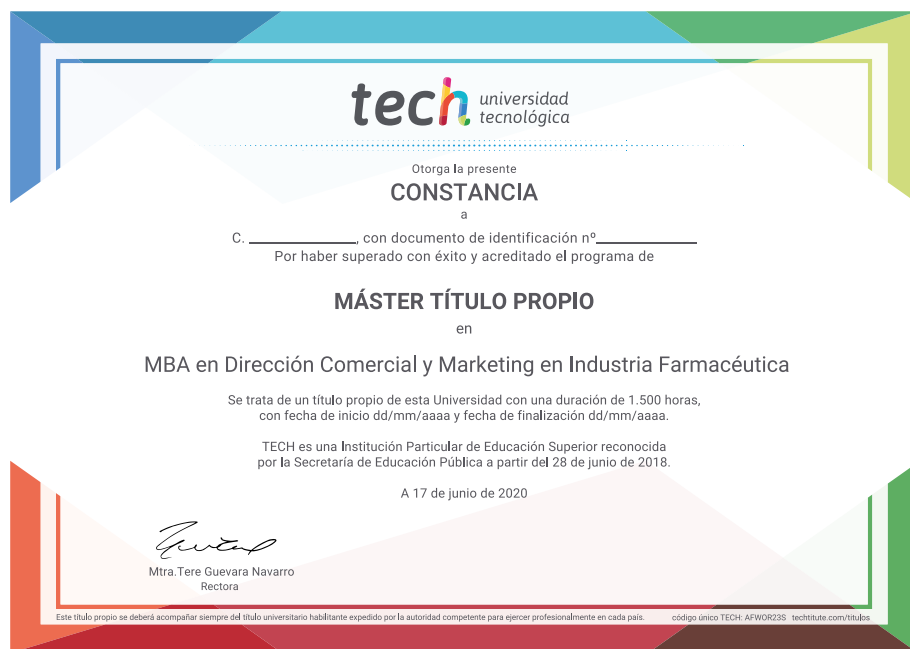 tech universidad
tecnológica
Otorga la presente
CONSTANCIA
a
C. ______________, con documento de identificación nº______________
Por haber superado con éxito y acreditado el programa de
MÁSTER TÍTULO PROPIO
en
MBA en Dirección Comercial y Marketing en Industria Farmacéutica
Se trata de un título propio de esta Universidad con una duración de 1.500 horas,
con fecha de inicio dd/mm/aaaa y fecha de finalización dd/mm/aaaa.
TECH es una Institución Particular de Educación Superior reconocida
por la Secretaría de Educación Pública a partir del 28 de junio de 2018.
A 17 de junio de 2020
Mtra.Tere Guevara Navarro
Rectora
Este título propio se deberá acompañar siempre del título universitario habilitante expedido por la autoridad competente para ejercer profesionalmente en cada país. código único TECH: AFWOR23S techtitute.com/titulos